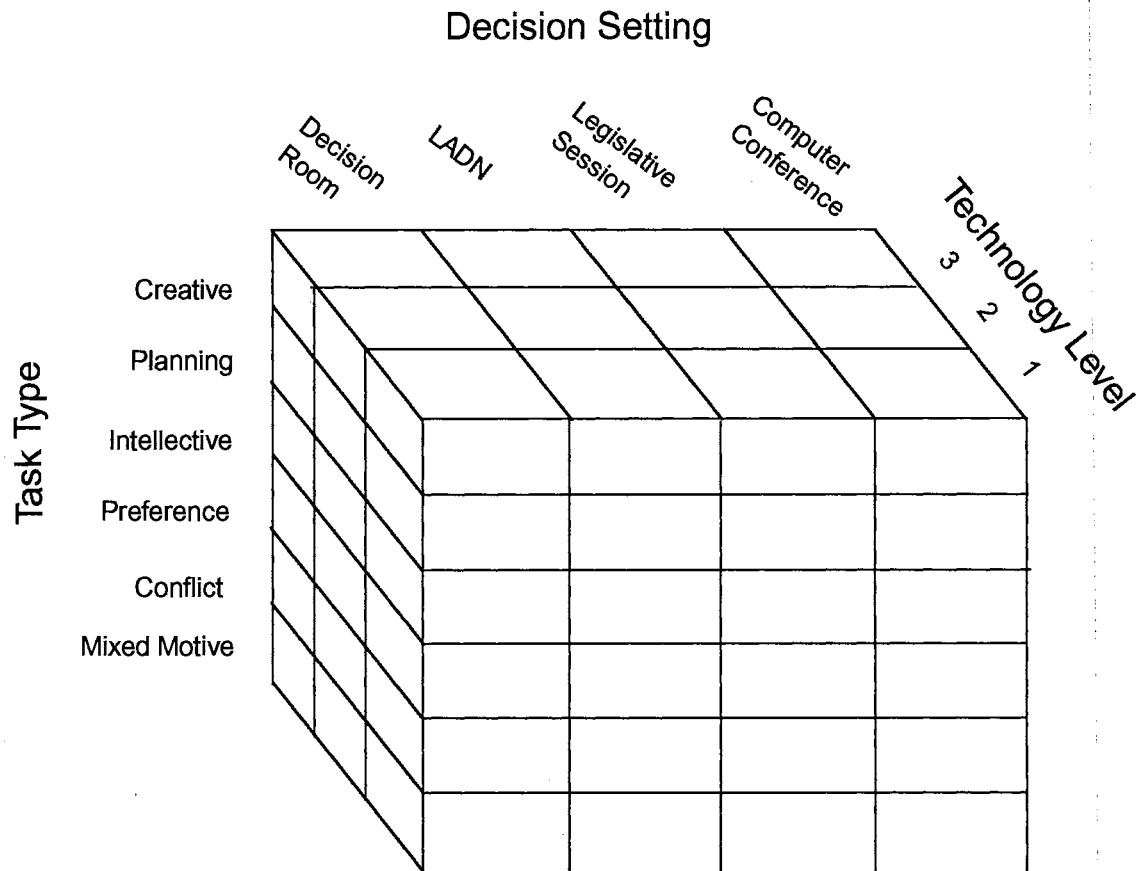 Decision Setting
Decision
Room
LADN
Legislative
Session
Computer
Conference
Technology Level
3
2
1
Task Type
Creative
Planning
Intellective
Preference
Conflict
Mixed Motive